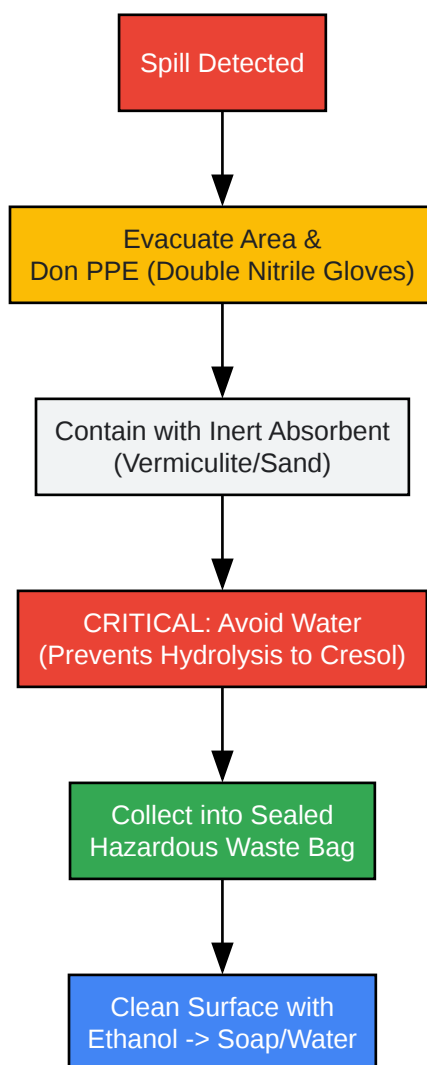 Spill Detected
Evacuate Area &
Don PPE (Double Nitrile Gloves)
Contain with Inert Absorbent
(Vermiculite/Sand)
CRITICAL: Avoid Water
(Prevents Hydrolysis to Cresol)
Collect into Sealed
Hazardous Waste Bag
Clean Surface with
Ethanol -> Soap/Water